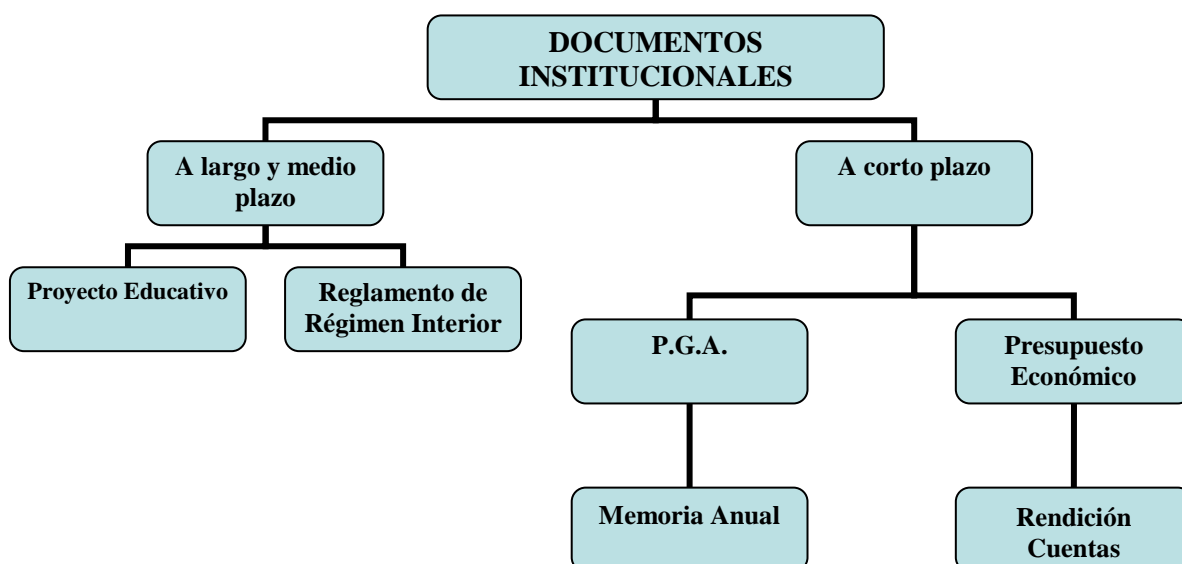 DOCUMENTOS
INSTITUCIONALES
A largo y medio
plazo
A corto plazo
Proyecto Educativo
Reglamento de
Régimen Interior
P.G.A.
Presupuesto
Económico
Memoria Anual
Rendición
Cuentas